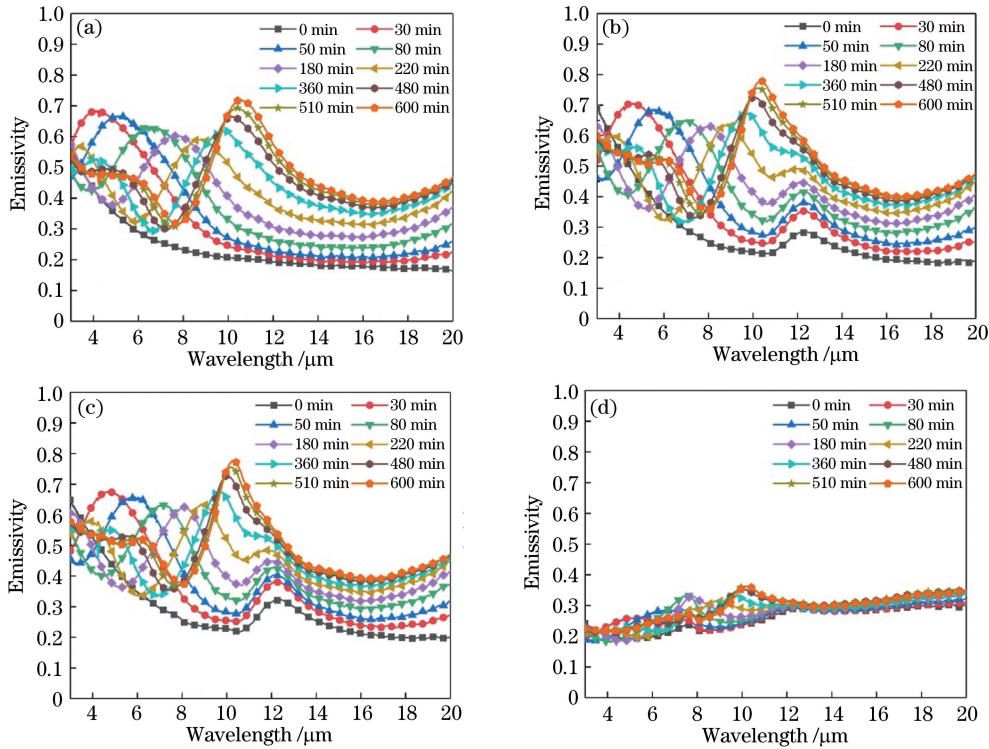 (a)
0 min 30 min
50 min 80 min
180 min 220 min
360 min 480 min
510 min 600 min
1.0
0.9
0.8
0.7
0.6
0.5
0.4
0.3
0.2
0.1
0
Emissivity
4 6 8 10 12 14 16 18 20
Wavelength /μm
(b)
0 min 30 min
50 min 80 min
180 min 220 min
360 min 480 min
510 min 600 min
1.0
0.9
0.8
0.7
0.6
0.5
0.4
0.3
0.2
0.1
0
Emissivity
4 6 8 10 12 14 16 18 20
Wavelength /μm
(c)
0 min 30 min
50 min 80 min
180 min 220 min
360 min 480 min
510 min 600 min
1.0
0.9
0.8
0.7
0.6
0.5
0.4
0.3
0.2
0.1
0
Emissivity
4 6 8 10 12 14 16 18 20
Wavelength /μm
(d)
0 min 30 min
50 min 80 min
180 min 220 min
360 min 480 min
510 min 600 min
1.0
0.9
0.8
0.7
0.6
0.5
0.4
0.3
0.2
0.1
0
Emissivity
4 6 8 10 12 14 16 18 20
Wavelength /μm